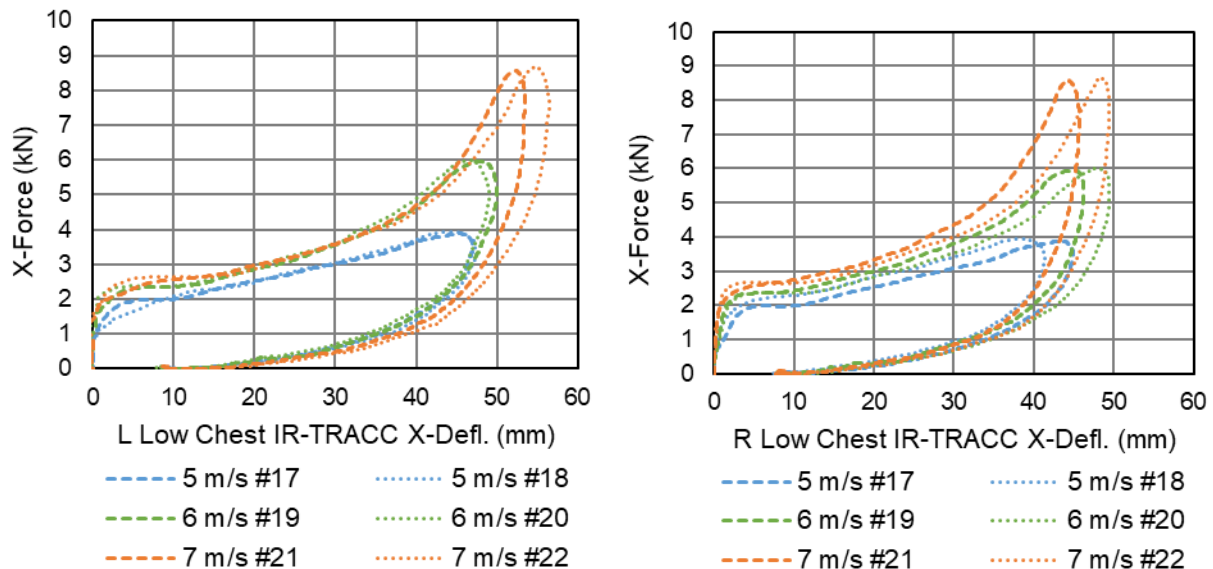 10
9
8
7
6
5
4
3
2
1
0
X-Force (kN)
0 10 20 30 40 50 60
L Low Chest IR-TRACC X-Defl. (mm)
5 m/s #17 5 m/s #18
6 m/s #19 6 m/s #20
7 m/s #21 7 m/s #22
10
9
8
7
6
5
4
3
2
1
0
X-Force (kN)
0 10 20 30 40 50 60
R Low Chest IR-TRACC X-Defl. (mm)
5 m/s #17 5 m/s #18
6 m/s #19 6 m/s #20
7 m/s #21 7 m/s #22